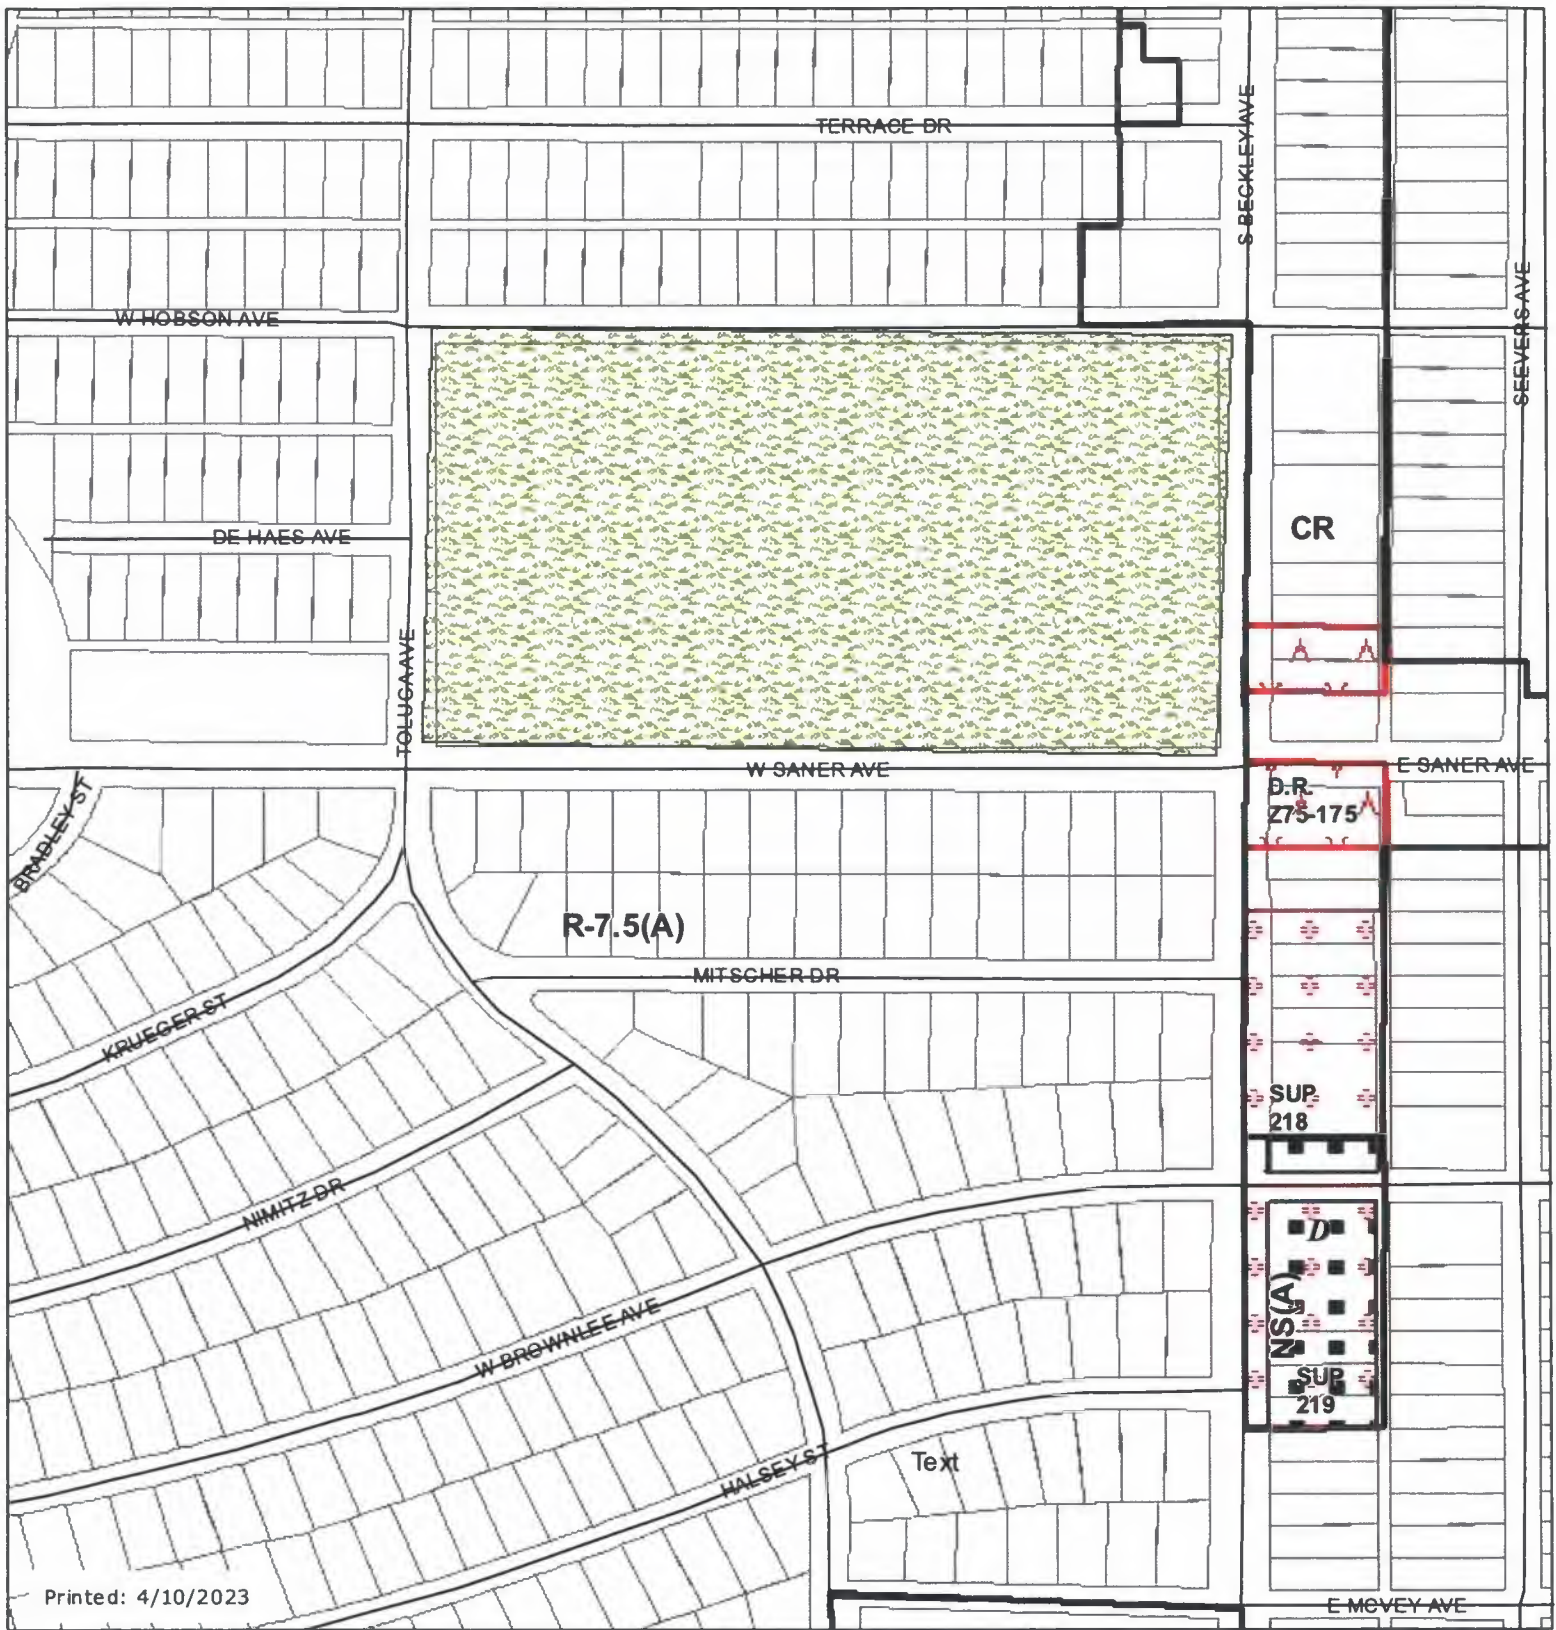 TERRACE DR
S BECKLEY AVE
W HOBSON AVE
SEEVERS AVE
CR
DE HAES AVE
TOLUCA AVE
W SANER AVE
E SANER AVE
D.R.
Z75-175
BRADLEY ST
R-7.5(A)
MITSCHER DR
KRUEGER ST
SUP
218
NIMITZ DR
D
NS(A)
W BROWNLEE AVE
SUP
219
HALSEY ST
Text
Printed: 4/10/2023
E MCVEY AVE